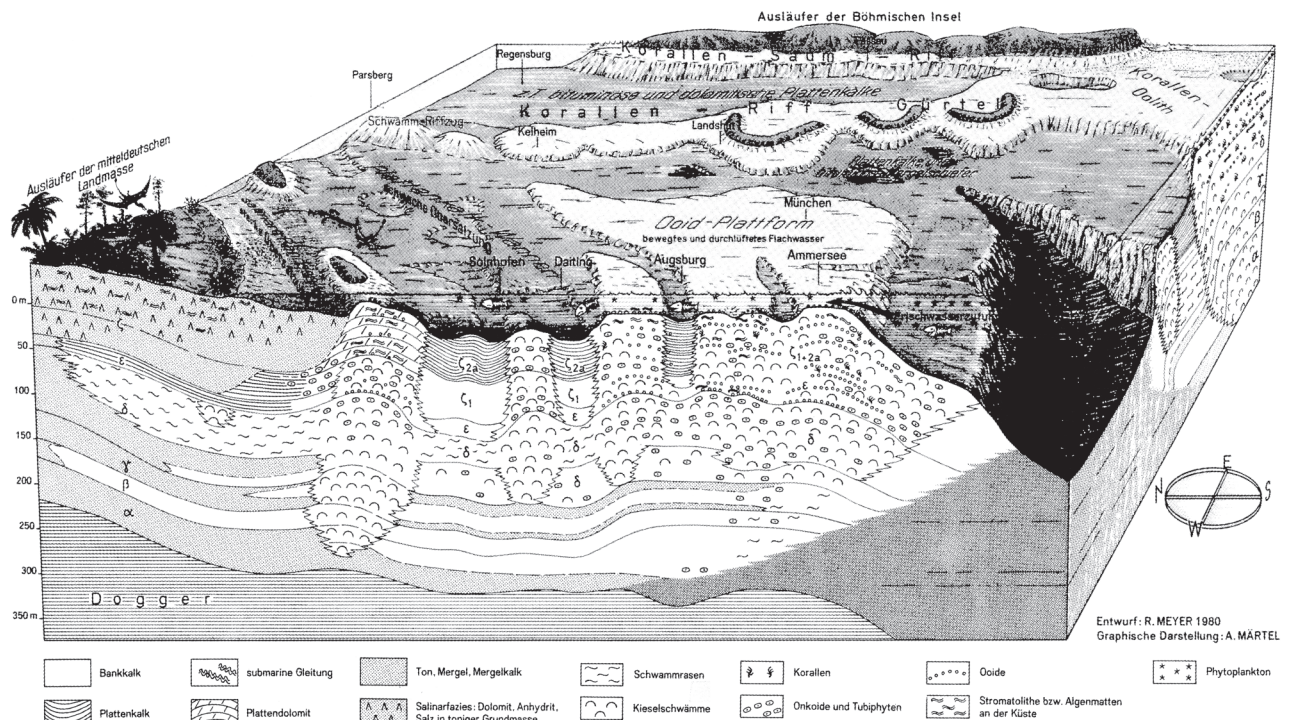 Ausläufer der Böhmischen Insel
Korallen - Saum - Riff
Regensburg
Parsberg
z.T. bituminöse und dolomitische Plattenkalke
Korallen - Riff Gürtel
Korallen-
Oolith
Schwamm-Riffzug
Kelheim
Landshut
Ausläufer der mitteldeutschen
Landmasse
München
Ooid-Plattform
bewegtes und durchlüftetes Flachwasser
Solnhofen
Daiting
Augsburg
Ammersee
Frischwasserzufuhr
0 m
50
100
150
200
250
300
350 m
ζ
ε
δ
γ
β
α
ζ2a
ζ1
ε
δ
ζ2a
ζ1
ε
δ
ζ1+2a
ε
δ
δ
γ
β
α
Dogger
N
E
S
W
Entwurf: R. MEYER 1980
Graphische Darstellung: A. MÄRTEL
Bankkalk
submarine Gleitung
Ton, Mergel, Mergelkalk
Schwammrasen
Korallen
Ooide
Phytoplankton
Plattenkalk
Plattendolomit
Salinarfazies: Dolomit, Anhydrit,
Salz in toniger Grundmasse
Kieselschwämme
Onkoide und Tubiphyten
Stromatolithe bzw. Algenmatten
an der Küste